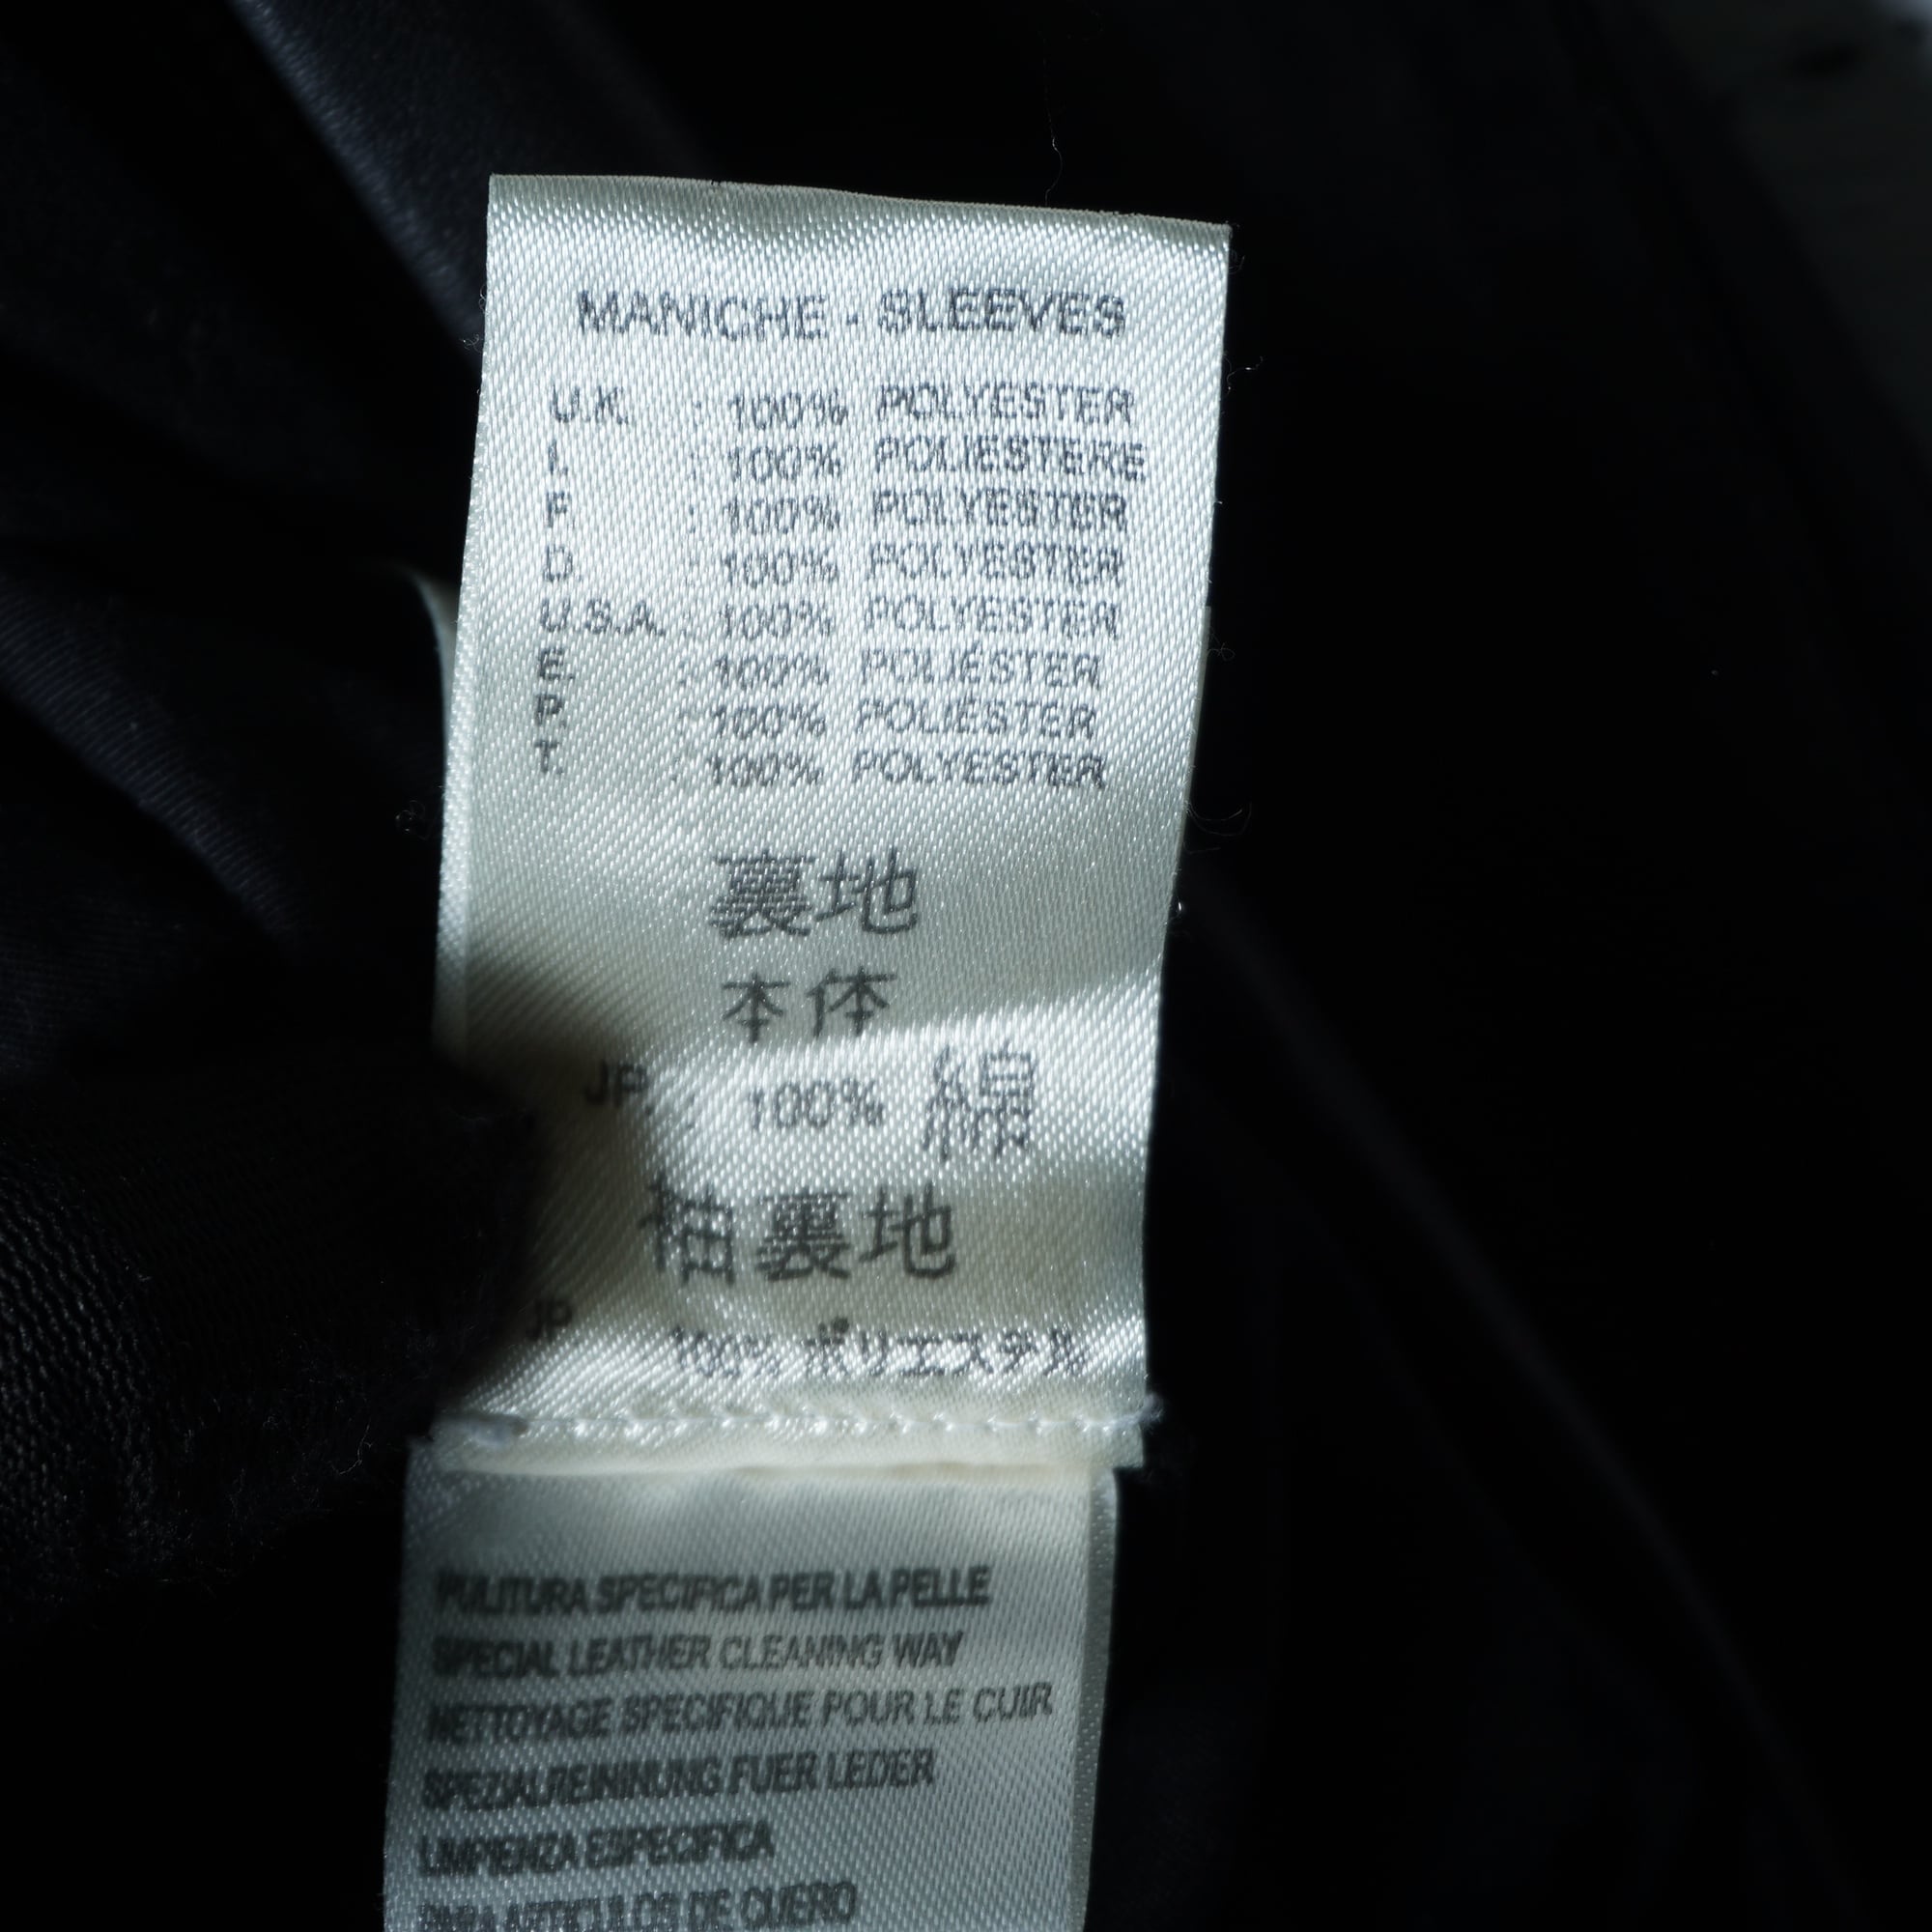 MANICHE - SLEEVES
U.K. : 100% POLYESTER
I. : 100% POLIESTERE
F. : 100% POLYESTER
D. : 100% POLYESTER
U.S.A. : 100% POLYESTER
E. : 100% POLIÉSTER
P. : 100% POLIÉSTER
T. : 100% POLYESTER
裏地
本体
JP. : 100% 綿
袖裏地
JP 100% ポリエステル
PULITURA SPECIFICA PER LA PELLE
SPECIAL LEATHER CLEANING WAY
NETTOYAGE SPECIFIQUE POUR LE CUIR
SPEZIALREINNUNG FUER LEDER
LIMPIENZA ESPECIFICA
PARA ARTICULOS DE CUERO